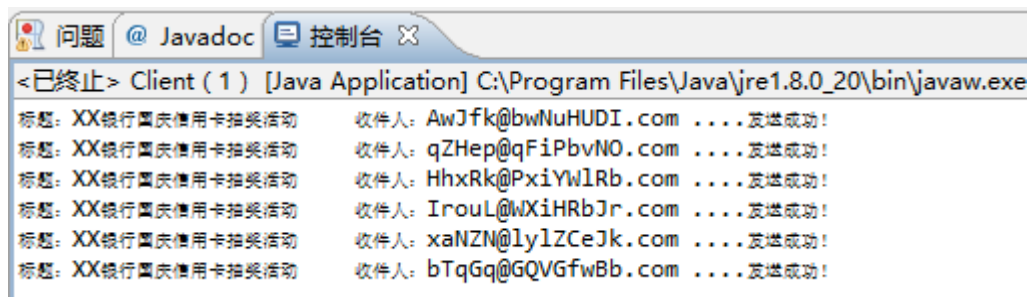 问题 @ Javadoc 控制台
<已终止> Client (1) [Java Application] C:\Program Files\Java\jre1.8.0_20\bin\javaw.exe
标题：XX银行国庆信用卡抽奖活动 收件人：AwJfk@bwNuHUDI.com ....发送成功！
标题：XX银行国庆信用卡抽奖活动 收件人：qZHep@qFiPbvNO.com ....发送成功！
标题：XX银行国庆信用卡抽奖活动 收件人：HhxRk@PxiYWlRb.com ....发送成功！
标题：XX银行国庆信用卡抽奖活动 收件人：IrouL@WXiHRbJr.com ....发送成功！
标题：XX银行国庆信用卡抽奖活动 收件人：xaNZN@lylZCeJk.com ....发送成功！
标题：XX银行国庆信用卡抽奖活动 收件人：bTqGq@GQVGfwBb.com ....发送成功！